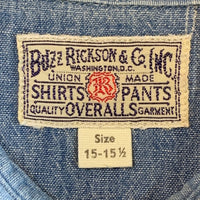 BUZZ RICKSON & Co. INC
WASHINGTON, D.C.
UNION MADE
SHIRTS R PANTS
QUALITY OVERALLS GARMENT
Size
15-15½